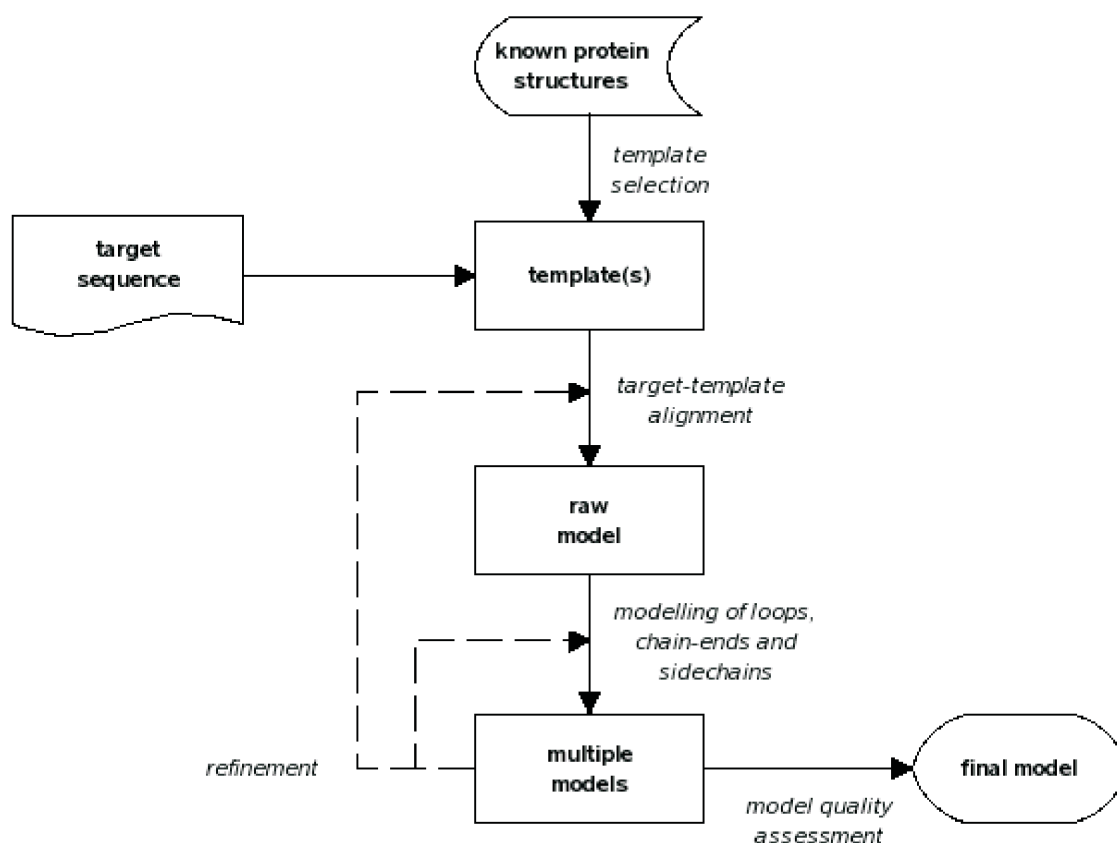 known protein
structures
template
selection
target
sequence
template(s)
target-template
alignment
raw
model
modelling of loops,
chain-ends and
sidechains
refinement
multiple
models
final model
model quality
assessment